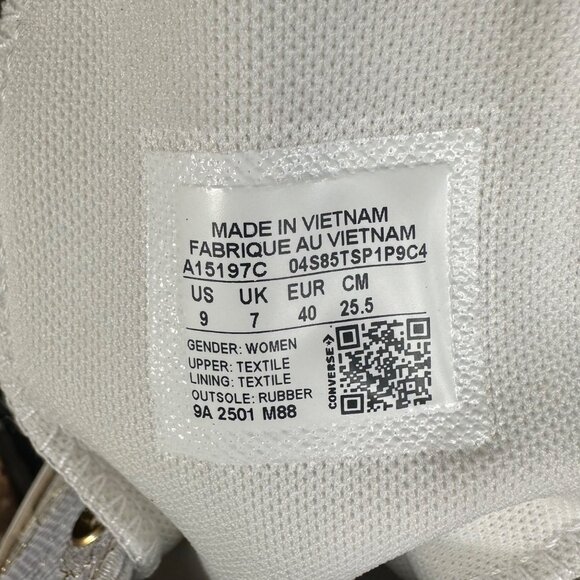 MADE IN VIETNAM
FABRIQUE AU VIETNAM
A15197C 04S85TSP1P9C4
US UK EUR CM
9 7 40 25.5
GENDER: WOMEN
UPPER: TEXTILE
LINING: TEXTILE
OUTSOLE: RUBBER
9A 2501 M88
CONVERSE